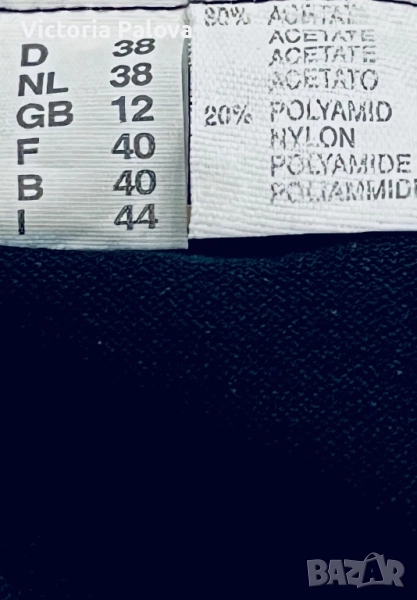 Victoria Palova
D 38
NL 38
GB 12
F 40
B 40
I 44
80% ACETAT
ACETATE
ACETATE
ACETATO
20% POLYAMID
NYLON
POLYAMIDE
POLIAMMIDE
BAZAR